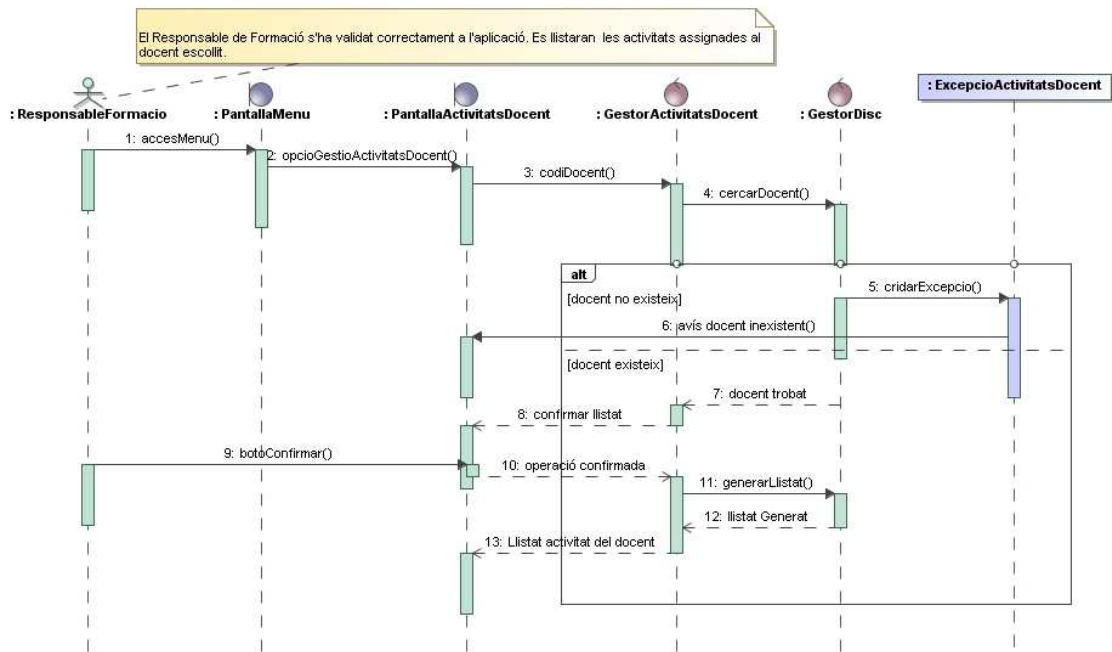 El Responsable de Formació s'ha validat correctament a l'aplicació. Es llistaran les activitats assignades al
docent escollit.
: ResponsableFormacio
: PantallaMenu
: PantallaActivitatsDocent
: GestorActivitatsDocent
: GestorDisc
: ExcepcioActivitatsDocent
1: accesMenu()
2: opcioGestioActivitatsDocent()
3: codiDocent()
4: cercarDocent()
alt
[docent no existeix]
5: cridarExcepcio()
6: avís docent inexistent()
[docent existeix]
7: docent trobat
8: confirmar llistat
9: botoConfirmar()
10: operació confirmada
11: generarLlistat()
12: llistat Generat
13: Llistat activitat del docent